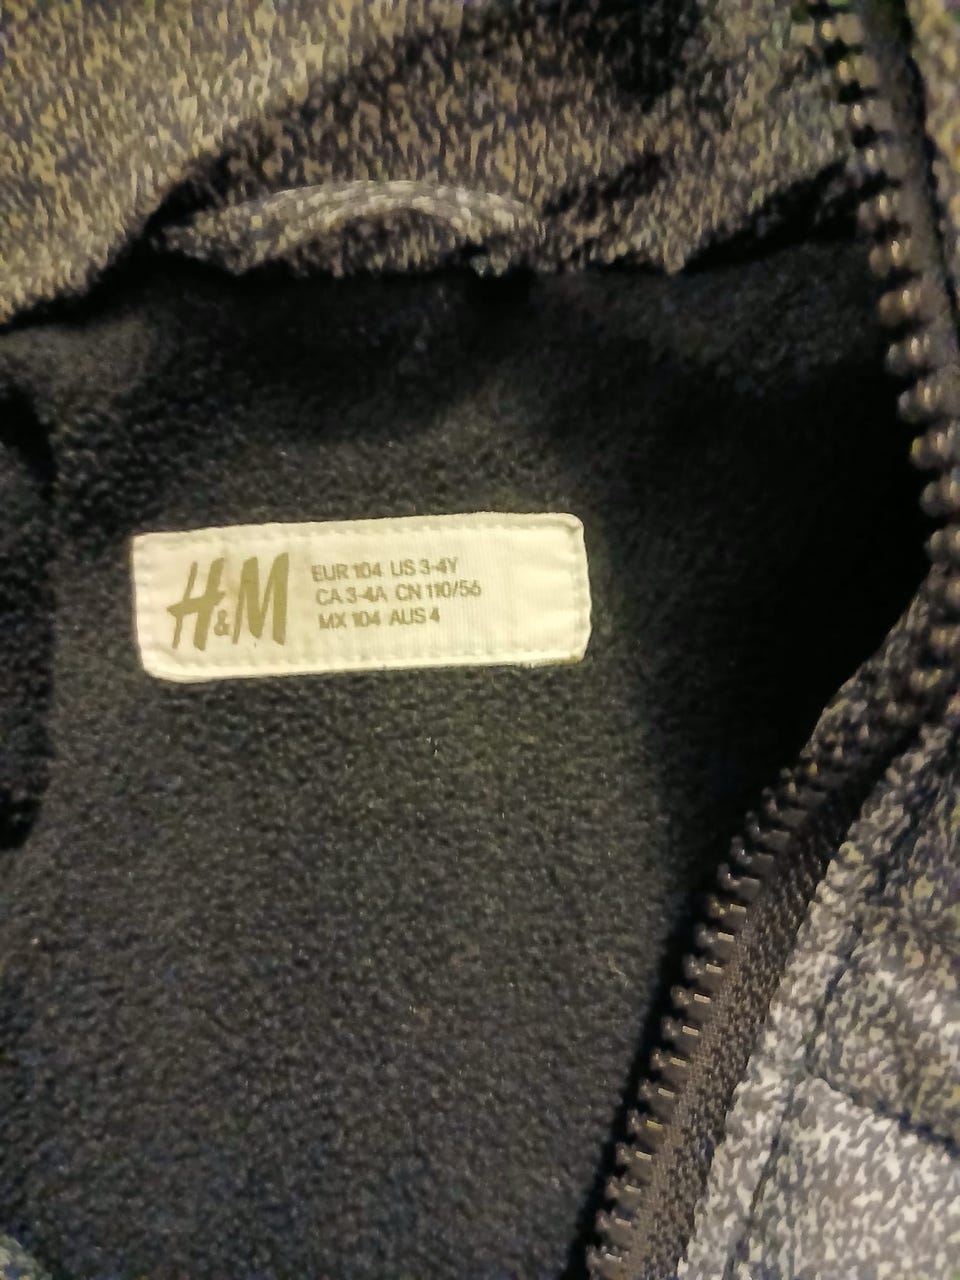 H&M
EUR 104 US 3-4Y
CA 3-4A CN 110/56
MX 104 AUS 4